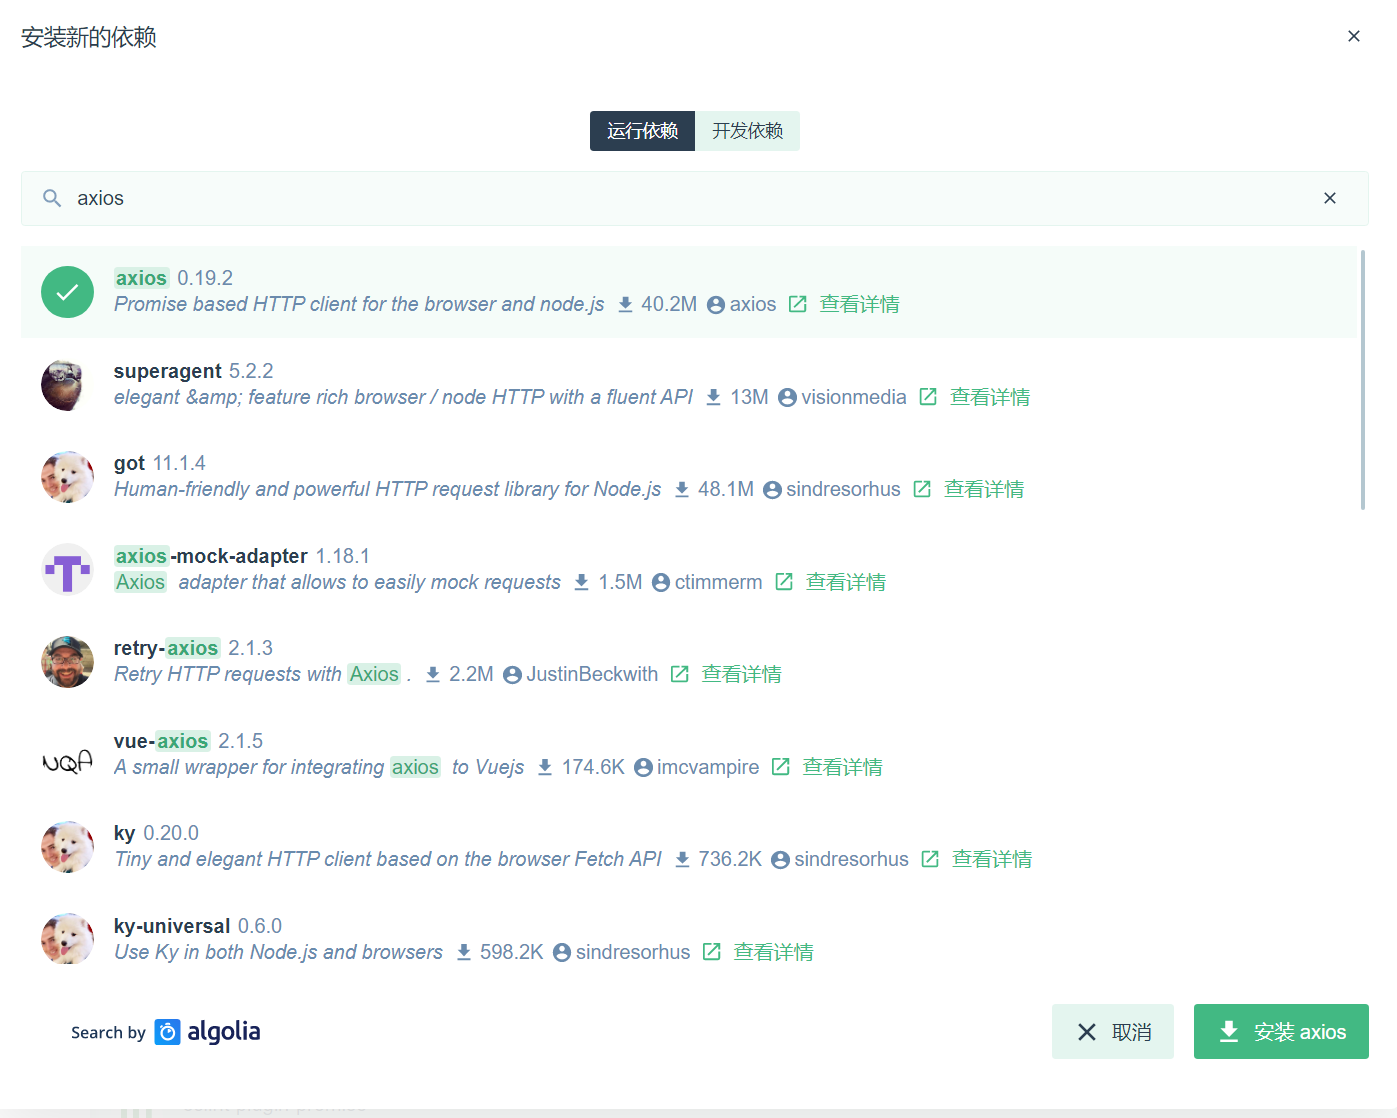 安装新的依赖
运行依赖 开发依赖
axios
axios 0.19.2
Promise based HTTP client for the browser and node.js 40.2M axios 查看详情
superagent 5.2.2
elegant &amp; feature rich browser / node HTTP with a fluent API 13M visionmedia 查看详情
got 11.1.4
Human-friendly and powerful HTTP request library for Node.js 48.1M sindresorhus 查看详情
axios-mock-adapter 1.18.1
Axios adapter that allows to easily mock requests 1.5M ctimmerm 查看详情
retry-axios 2.1.3
Retry HTTP requests with Axios . 2.2M JustinBeckwith 查看详情
NQA
vue-axios 2.1.5
A small wrapper for integrating axios to Vuejs 174.6K imcvampire 查看详情
ky 0.20.0
Tiny and elegant HTTP client based on the browser Fetch API 736.2K sindresorhus 查看详情
ky-universal 0.6.0
Use Ky in both Node.js and browsers 598.2K sindresorhus 查看详情
Search by algolia
取消 安装 axios